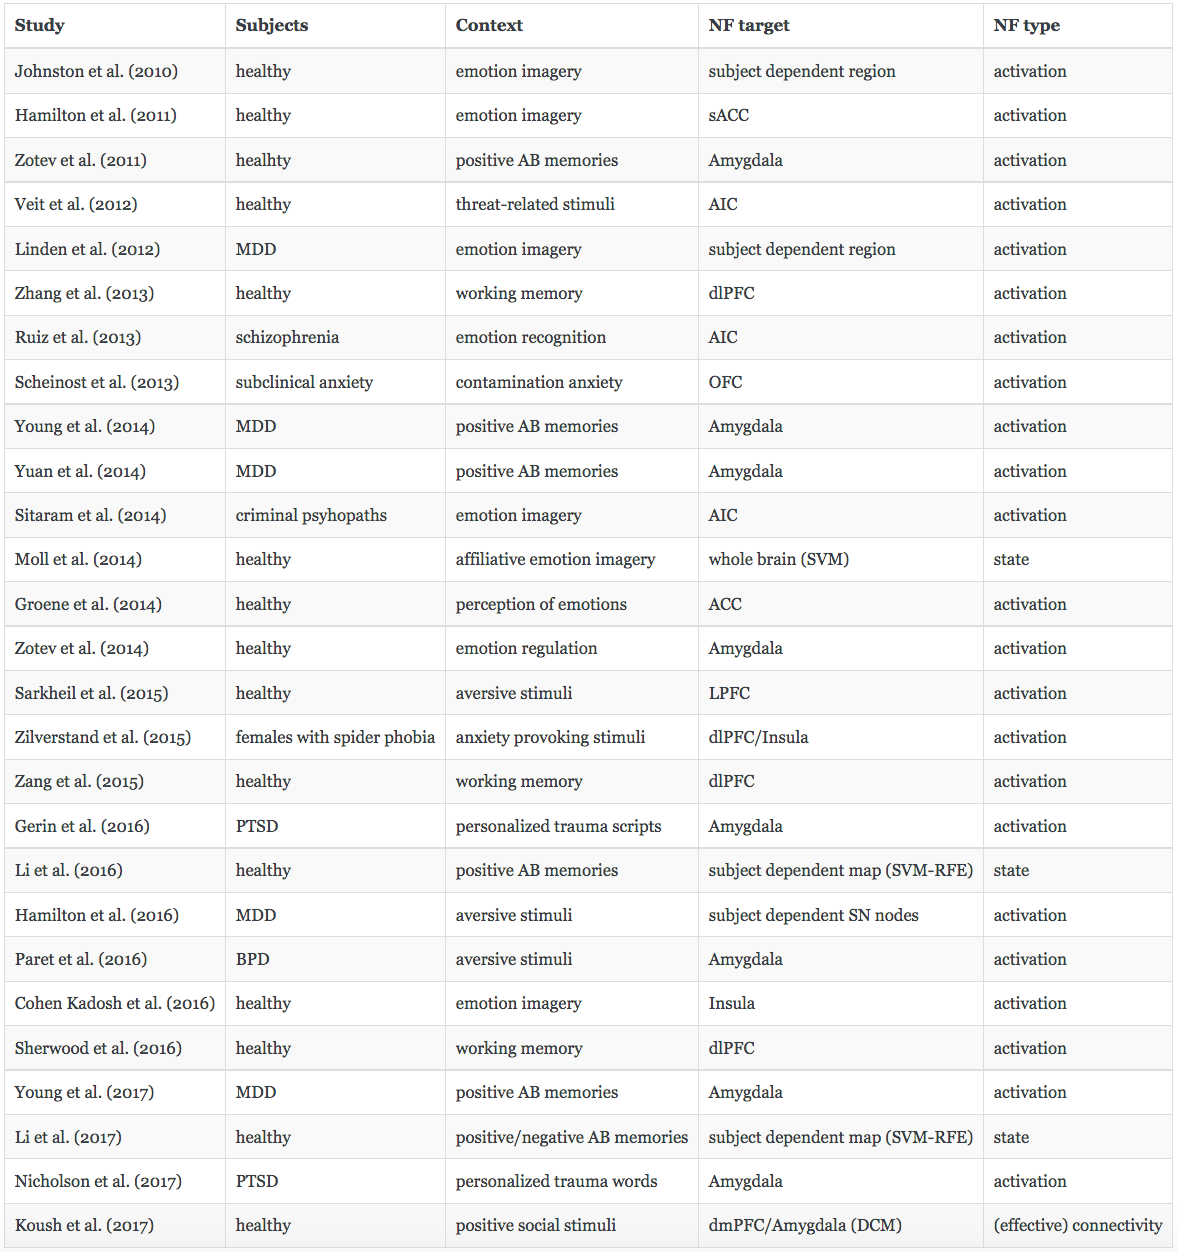 Study Subjects Context NF target NF type
Johnston et al. (2010) healthy emotion imagery subject dependent region activation
Hamilton et al. (2011) healthy emotion imagery sACC activation
Zotev et al. (2011) healhty positive AB memories Amygdala activation
Veit et al. (2012) healthy threat-related stimuli AIC activation
Linden et al. (2012) MDD emotion imagery subject dependent region activation
Zhang et al. (2013) healthy working memory dlPFC activation
Ruiz et al. (2013) schizophrenia emotion recognition AIC activation
Scheinost et al. (2013) subclinical anxiety contamination anxiety OFC activation
Young et al. (2014) MDD positive AB memories Amygdala activation
Yuan et al. (2014) MDD positive AB memories Amygdala activation
Sitaram et al. (2014) criminal psyhopaths emotion imagery AIC activation
Moll et al. (2014) healthy affiliative emotion imagery whole brain (SVM) state
Groene et al. (2014) healthy perception of emotions ACC activation
Zotev et al. (2014) healthy emotion regulation Amygdala activation
Sarkheil et al. (2015) healthy aversive stimuli LPFC activation
Zilverstand et al. (2015) females with spider phobia anxiety provoking stimuli dlPFC/Insula activation
Zang et al. (2015) healthy working memory dlPFC activation
Gerin et al. (2016) PTSD personalized trauma scripts Amygdala activation
Li et al. (2016) healthy positive AB memories subject dependent map (SVM-RFE) state
Hamilton et al. (2016) MDD aversive stimuli subject dependent SN nodes activation
Paret et al. (2016) BPD aversive stimuli Amygdala activation
Cohen Kadosh et al. (2016) healthy emotion imagery Insula activation
Sherwood et al. (2016) healthy working memory dlPFC activation
Young et al. (2017) MDD positive AB memories Amygdala activation
Li et al. (2017) healthy positive/negative AB memories subject dependent map (SVM-RFE) state
Nicholson et al. (2017) PTSD personalized trauma words Amygdala activation
Koush et al. (2017) healthy positive social stimuli dmPFC/Amygdala (DCM) (effective) connectivity